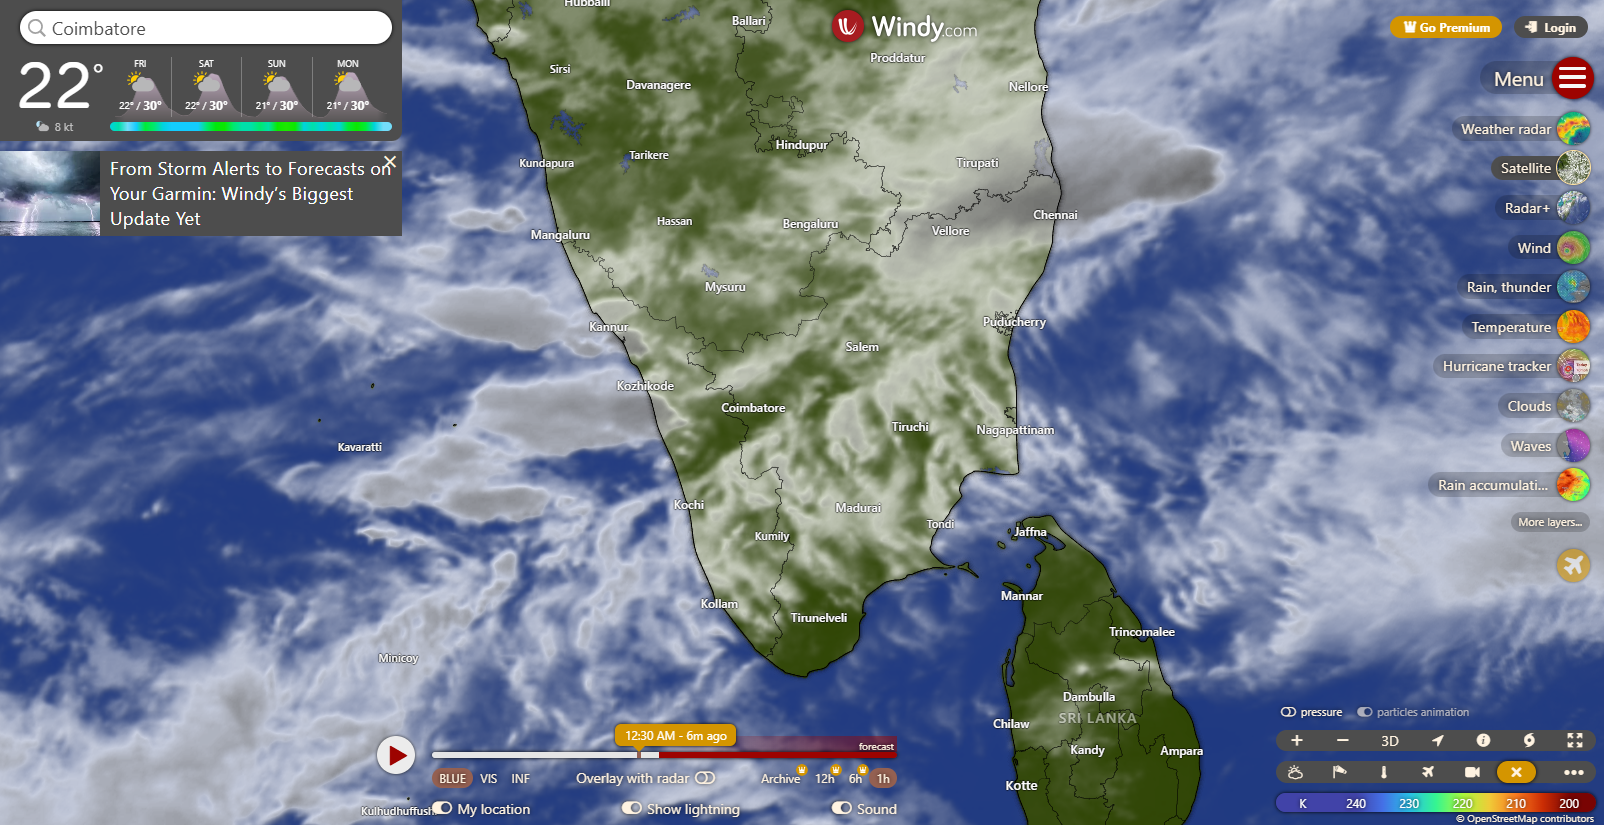 Coimbatore
22°
8 kt
FRI SAT SUN MON
22° / 30° 22° / 30° 21° / 30° 21° / 30°
From Storm Alerts to Forecasts on
Your Garmin: Windy’s Biggest
Update Yet
Windy.com
Go Premium
Login
Menu
Weather radar
Satellite
Radar+
Wind
Rain, thunder
Temperature
Hurricane tracker
Clouds
Waves
Rain accumulati...
More layers...
Hubballi
Ballari
Proddatur
Sirsi
Davanagere
Nellore
Hindupur
Kundapura
Tarikere
Tirupati
Chennai
Hassan
Bengaluru
Vellore
Mangaluru
Mysuru
Kannur
Puducherry
Salem
Kozhikode
Coimbatore
Tiruchi
Nagapattinam
Kavaratti
Kochi
Madurai
Tondi
Kumily
Jaffna
Mannar
Kollam
Tirunelveli
Trincomalee
Minicoy
Dambulla
SRI LANKA
Chilaw
Kandy
Ampara
Kotte
Kulhudhuffush
12:30 AM - 6m ago
forecast
BLUE VIS INF
Overlay with radar
Archive 12h 6h 1h
My location
Show lightning
Sound
pressure
particles animation
3D
K 240 230 220 210 200
© OpenStreetMap contributors